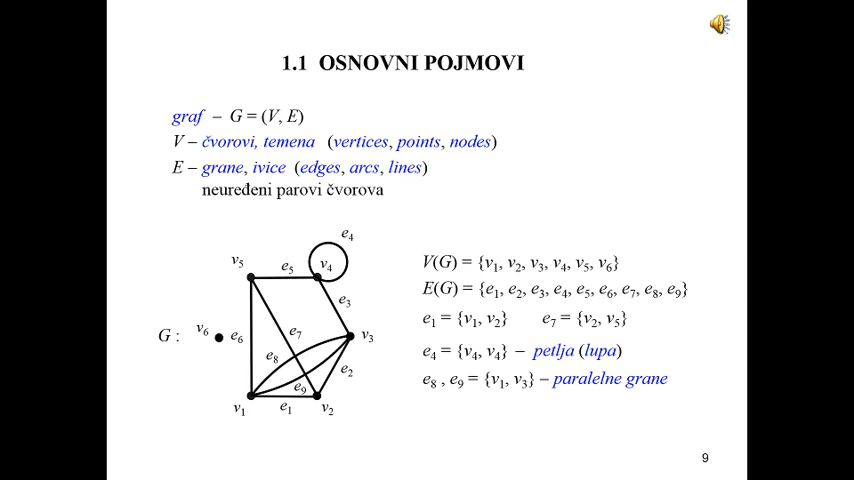 1.1 OSNOVNI POJMOVI
graf – G = (V, E)
V – čvorovi, temena (vertices, points, nodes)
E – grane, ivice (edges, arcs, lines)
neuređeni parovi čvorova
e₄
v₅ e₅ v₄
e₃
G : v₆ e₆ e₇ v₃
e₈
e₂
e₉
v₁ e₁ v₂
V(G) = {v₁, v₂, v₃, v₄, v₅, v₆}
E(G) = {e₁, e₂, e₃, e₄, e₅, e₆, e₇, e₈, e₉}
e₁ = {v₁, v₂} e₇ = {v₂, v₅}
e₄ = {v₄, v₄} – petlja (lupa)
e₈ , e₉ = {v₁, v₃} – paralelne grane
9